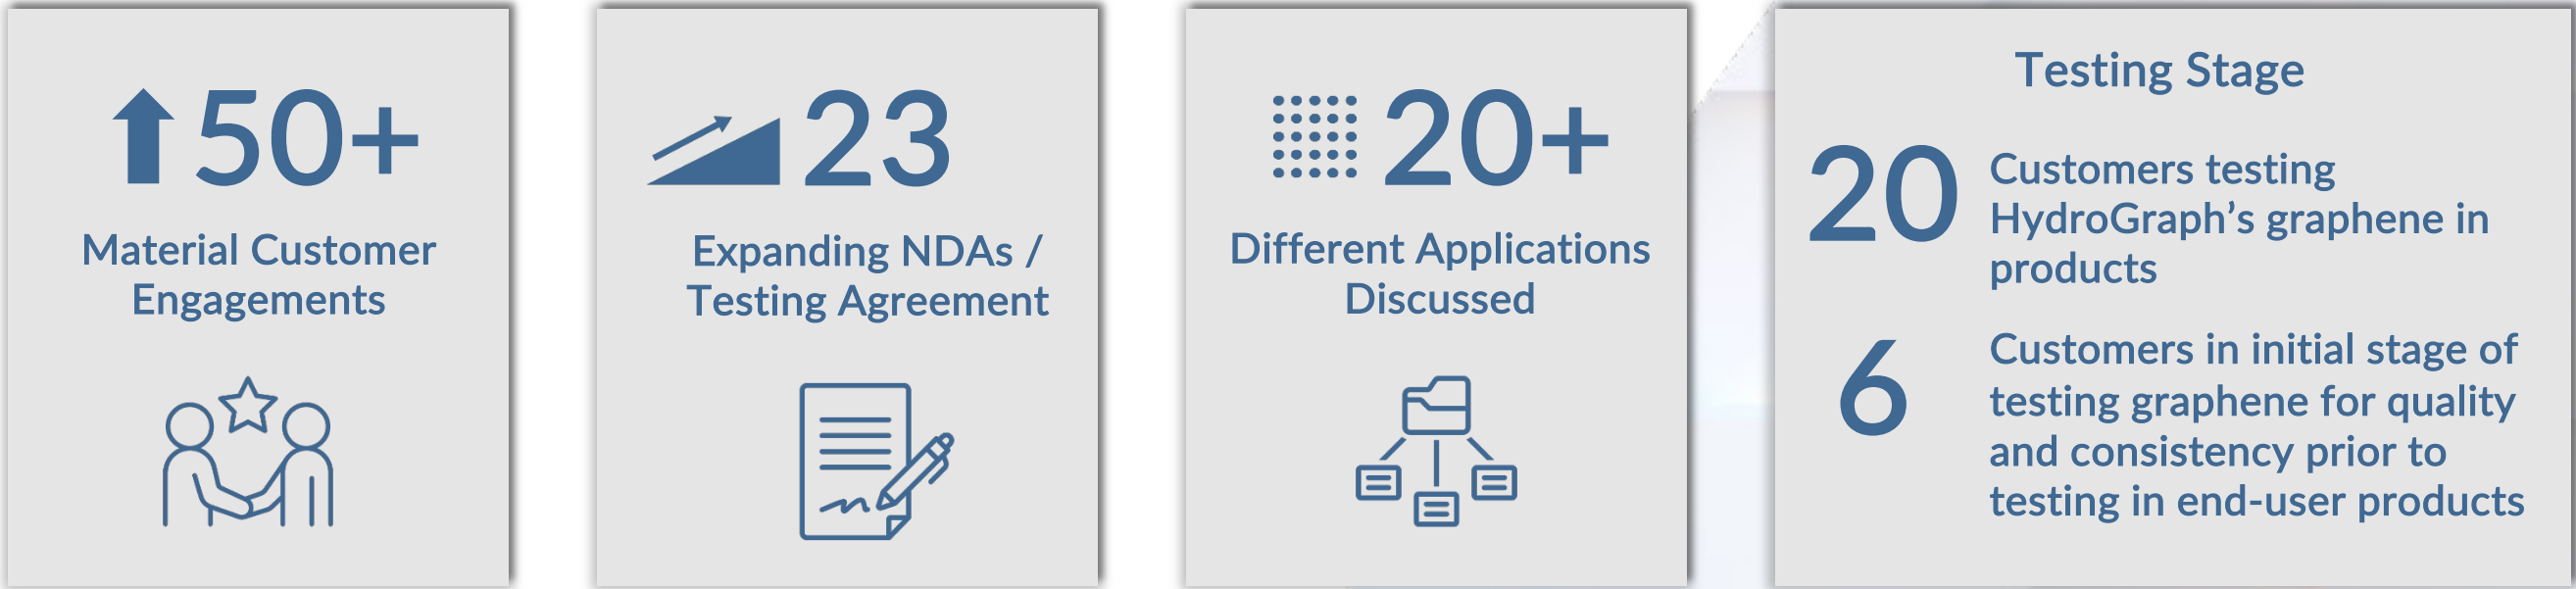 50+
Material Customer
Engagements
23
Expanding NDAs /
Testing Agreement
20+
Different Applications
Discussed
Testing Stage
20
Customers testing
HydroGraph’s graphene in
products
6
Customers in initial stage of
testing graphene for quality
and consistency prior to
testing in end-user products